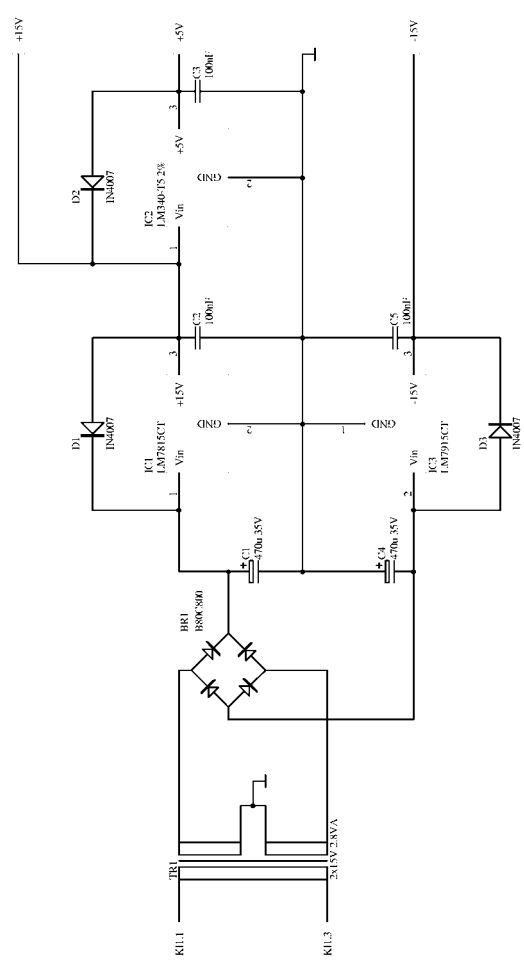 +15V
+5V
-15V
C3
100nF
3
+5V
D2
1N4007
IC2
LM340-T5 2%
Vin
GND
2
1
C2
100nF
C5
100nF
3
3
+15V
-15V
D1
1N4007
IC1
LM7815CT
Vin
GND
2
1
GND
IC3
LM7915CT
Vin
D3
1N4007
1
2
+
C1
470u 35V
+
C4
470u 35V
BR1
B80C800
TR1
2x15V 2.8VA
Kl1.1
Kl1.3